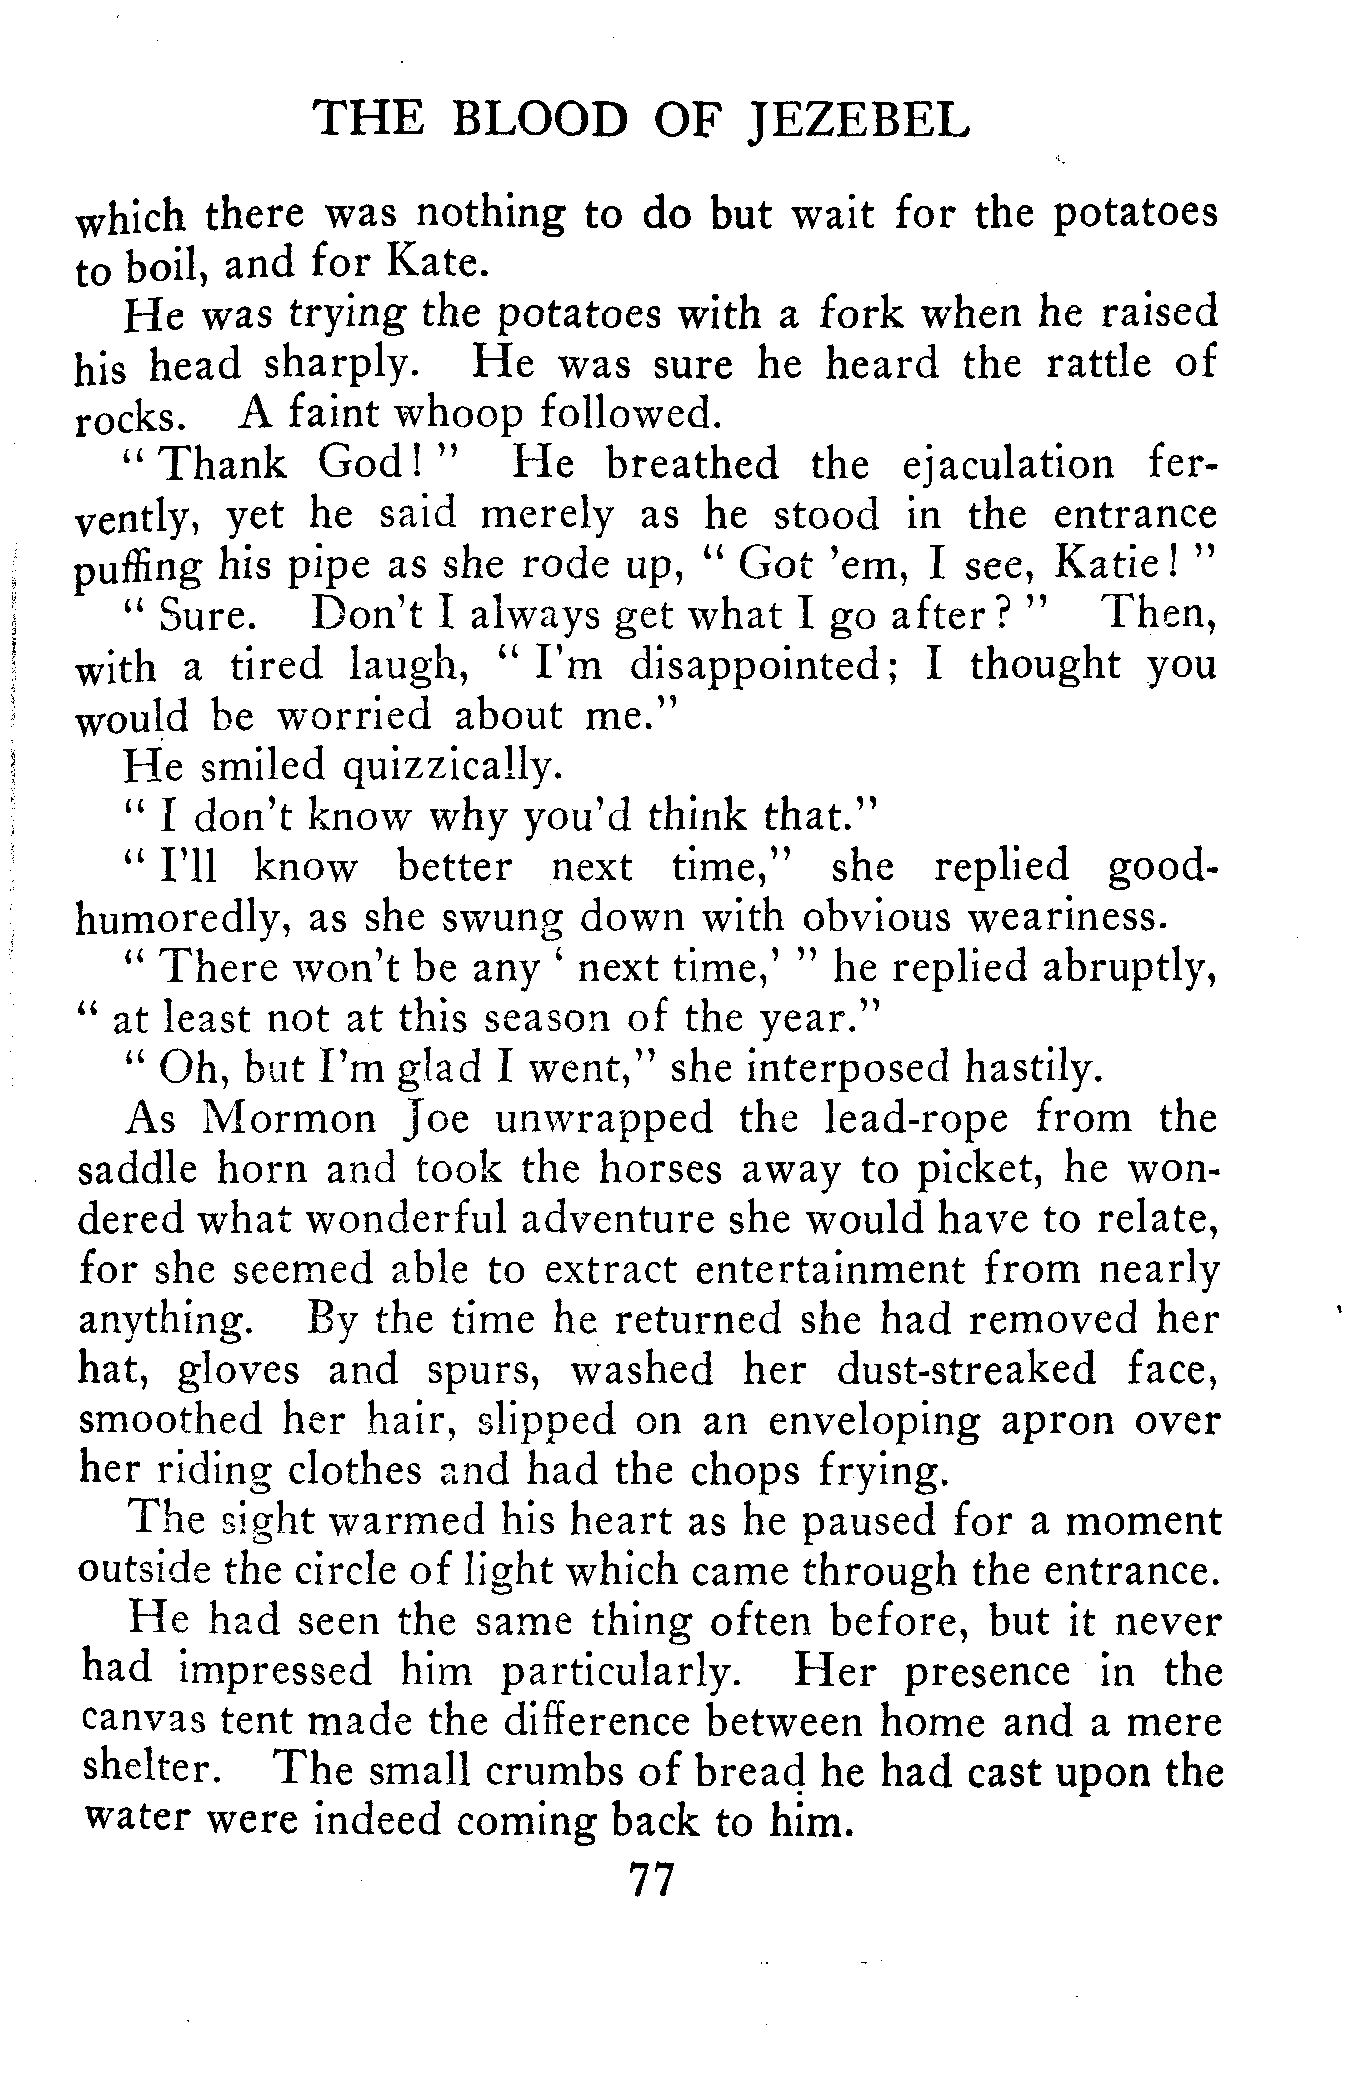 THE BLOOD OF JEZEBEL
which there was nothing to do but wait for the potatoes
to boil, and for Kate.
He was trying the potatoes with a fork when he raised
his head sharply. He was sure he heard the rattle of
rocks. A faint whoop followed.
" Thank God! " He breathed the ejaculation fer-
vently, yet he said merely as he stood in the entrance
puffing his pipe as she rode up, " Got 'em, I see, Katie! "
" Sure. Don't I always get what I go after? " Then,
with a tired laugh, " I'm disappointed; I thought you
would be worried about me."
He smiled quizzically.
" I don't know why you'd think that."
" I'll know better next time," she replied good-
humoredly, as she swung down with obvious weariness.
" There won't be any ' next time,' " he replied abruptly,
" at least not at this season of the year."
" Oh, but I'm glad I went," she interposed hastily.
As Mormon Joe unwrapped the lead-rope from the
saddle horn and took the horses away to picket, he won-
dered what wonderful adventure she would have to relate,
for she seemed able to extract entertainment from nearly
anything. By the time he returned she had removed her
hat, gloves and spurs, washed her dust-streaked face,
smoothed her hair, slipped on an enveloping apron over
her riding clothes and had the chops frying.
The sight warmed his heart as he paused for a moment
outside the circle of light which came through the entrance.
He had seen the same thing often before, but it never
had impressed him particularly. Her presence in the
canvas tent made the difference between home and a mere
shelter. The small crumbs of bread he had cast upon the
water were indeed coming back to him.
77